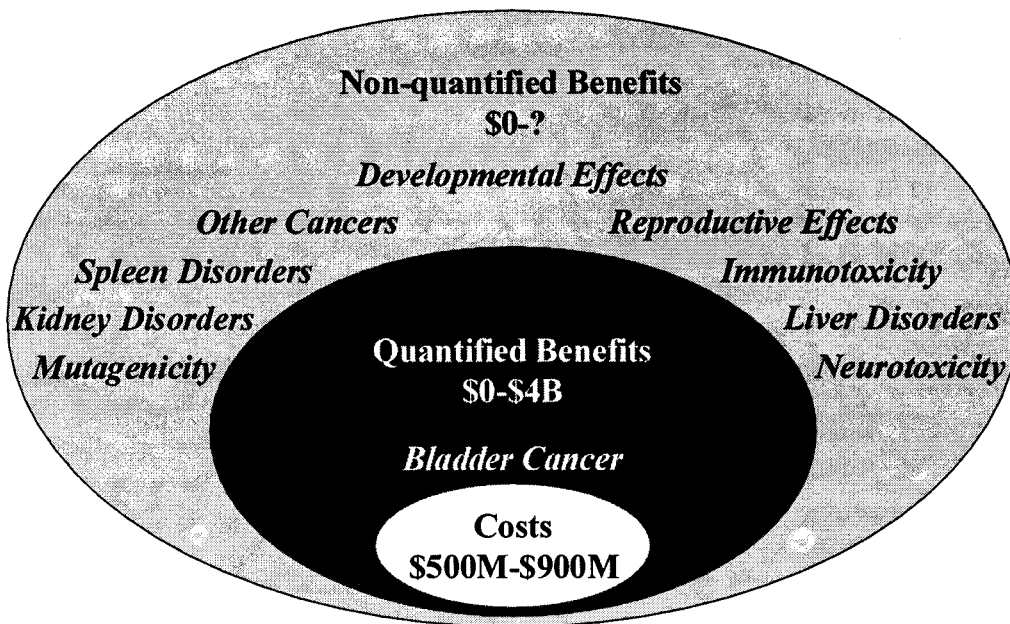 Non-quantified Benefits
$0-?
Developmental Effects
Other Cancers
Reproductive Effects
Spleen Disorders
Immunotoxicity
Kidney Disorders
Liver Disorders
Mutagenicity
Neurotoxicity
Quantified Benefits
$0-$4B
Bladder Cancer
Costs
$500M-$900M